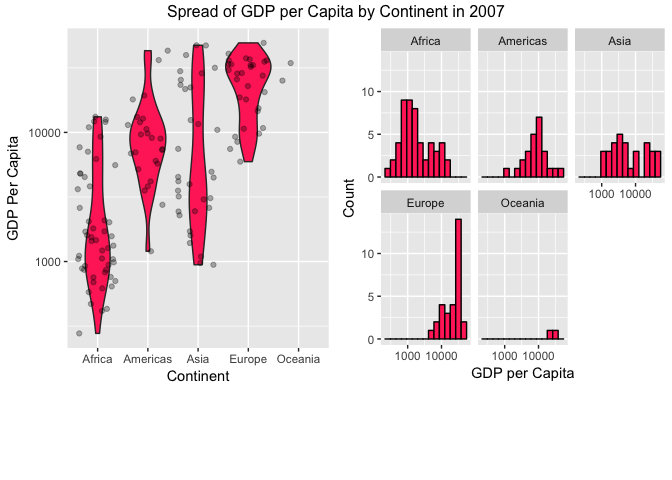 Spread of GDP per Capita by Continent in 2007
GDP Per Capita
10000
1000
Africa Americas Asia Europe Oceania
Continent
Count
Africa Americas Asia
10
5
0
1000 10000
Europe Oceania
10
5
0
1000 10000 1000 10000
GDP per Capita